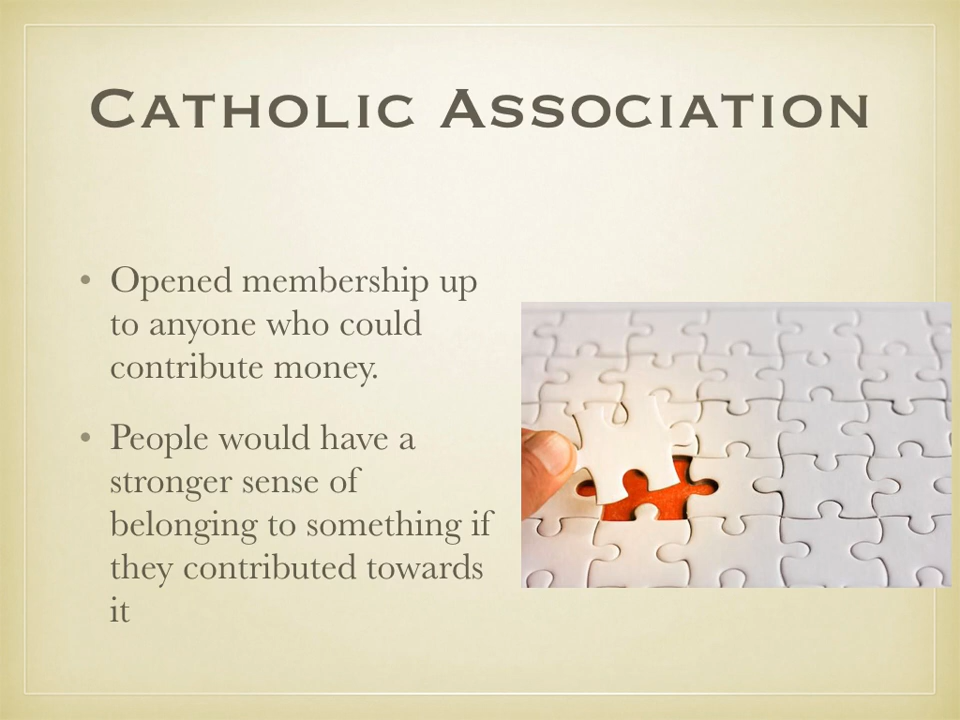 Catholic Association
• Opened membership up
to anyone who could
contribute money.
• People would have a
stronger sense of
belonging to something if
they contributed towards
it